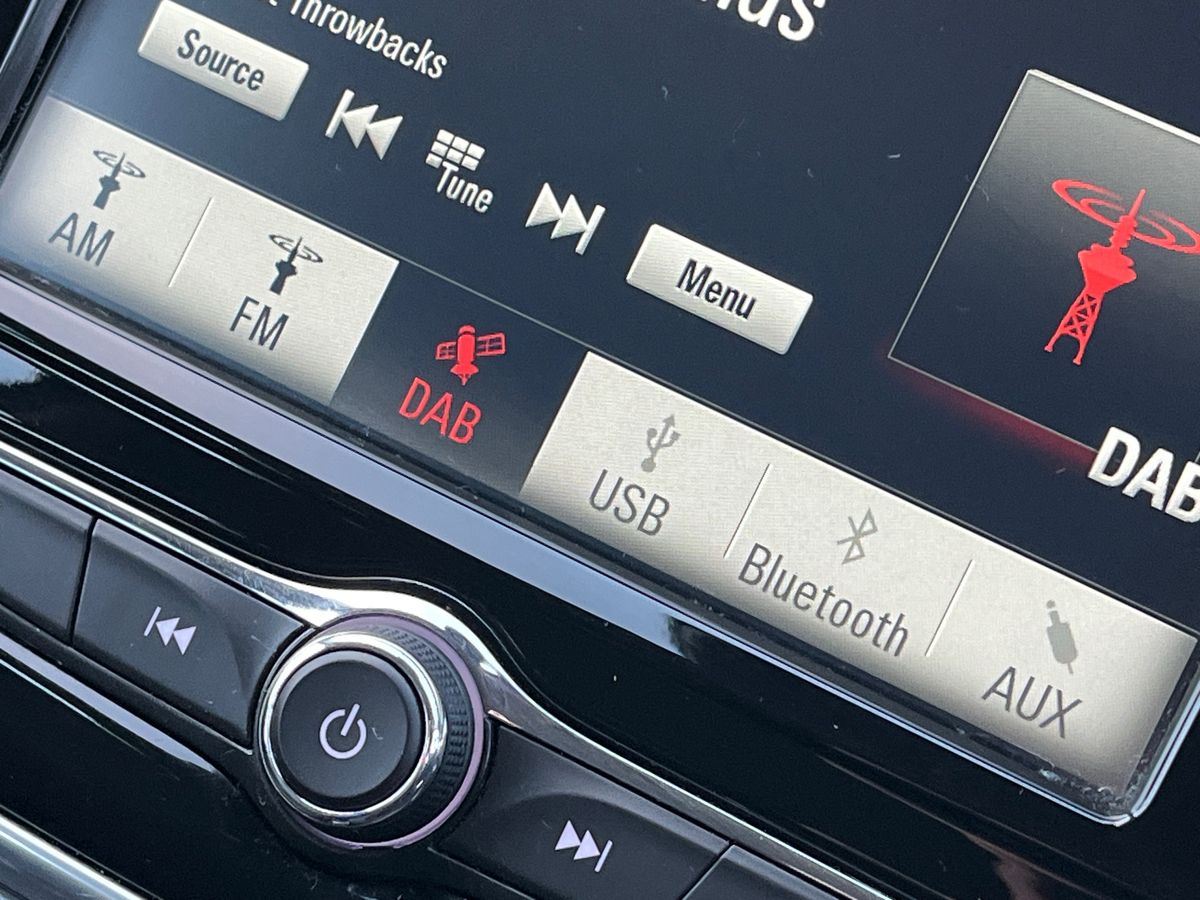 Throwbacks
Source
Tune
Menu
AM
FM
DAB
USB
Bluetooth
AUX
DAB